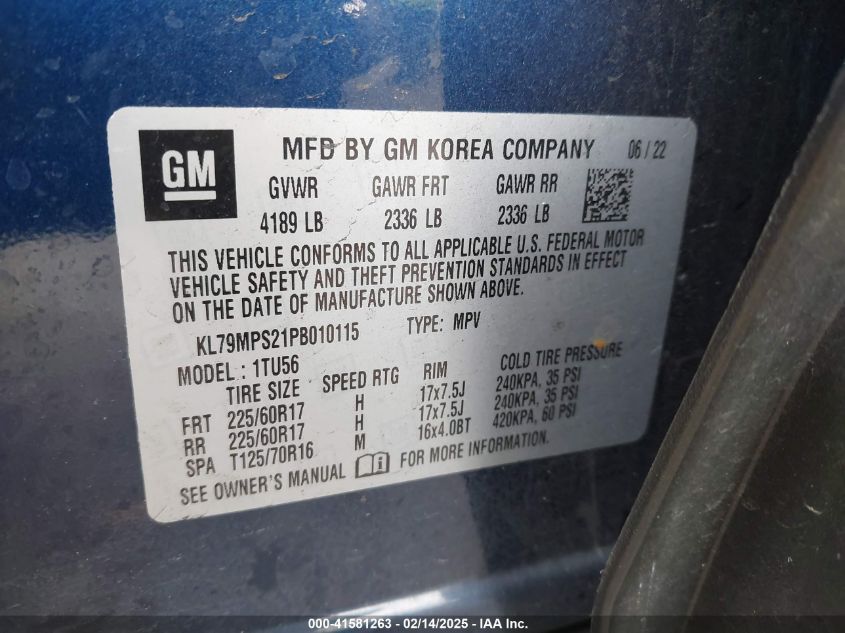 GM
MFD BY GM KOREA COMPANY 06 / 22
GVWR GAWR FRT GAWR RR
4189 LB 2336 LB 2336 LB
THIS VEHICLE CONFORMS TO ALL APPLICABLE U.S. FEDERAL MOTOR
VEHICLE SAFETY AND THEFT PREVENTION STANDARDS IN EFFECT
ON THE DATE OF MANUFACTURE SHOWN ABOVE.
KL79MPS21PB010115 TYPE: MPV
MODEL : 1TU56
TIRE SIZE SPEED RTG RIM COLD TIRE PRESSURE
FRT 225/60R17 H 17x7.5J 240KPA, 35 PSI
RR 225/60R17 H 17x7.5J 240KPA, 35 PSI
SPA T125/70R16 M 16x4.0BT 420KPA, 60 PSI
SEE OWNER'S MANUAL FOR MORE INFORMATION.
000-41581263 - 02/14/2025 - IAA Inc.